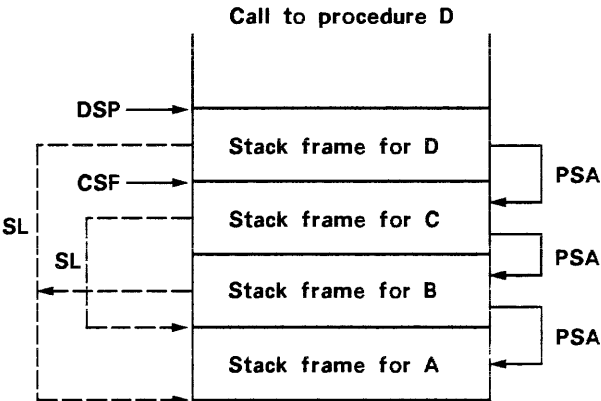 Call to procedure D
DSP
Stack frame for D
PSA
CSF
SL
Stack frame for C
SL
PSA
Stack frame for B
PSA
Stack frame for A